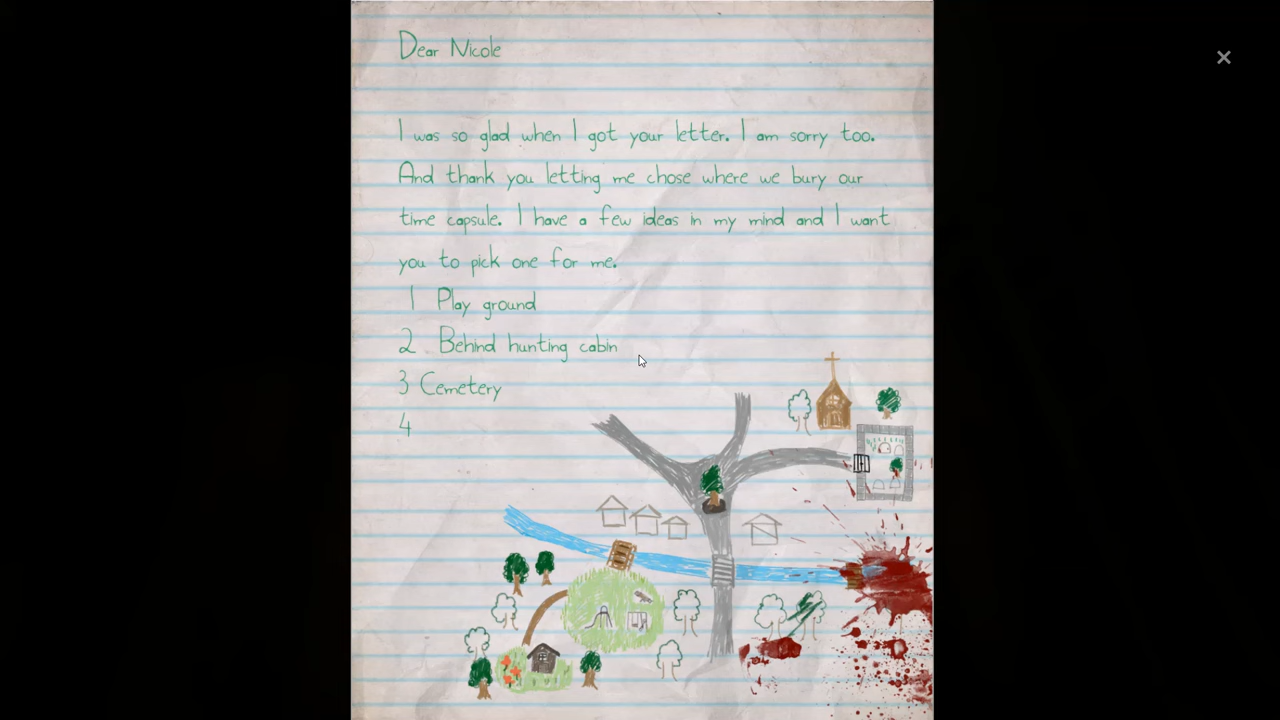 Dear Nicole
I was so glad when I got your letter. I am sorry too.
And thank you letting me chose where we bury our
time capsule. I have a few ideas in my mind and I want
you to pick one for me.
1 Play ground
2 Behind hunting cabin
3 Cemetery
4